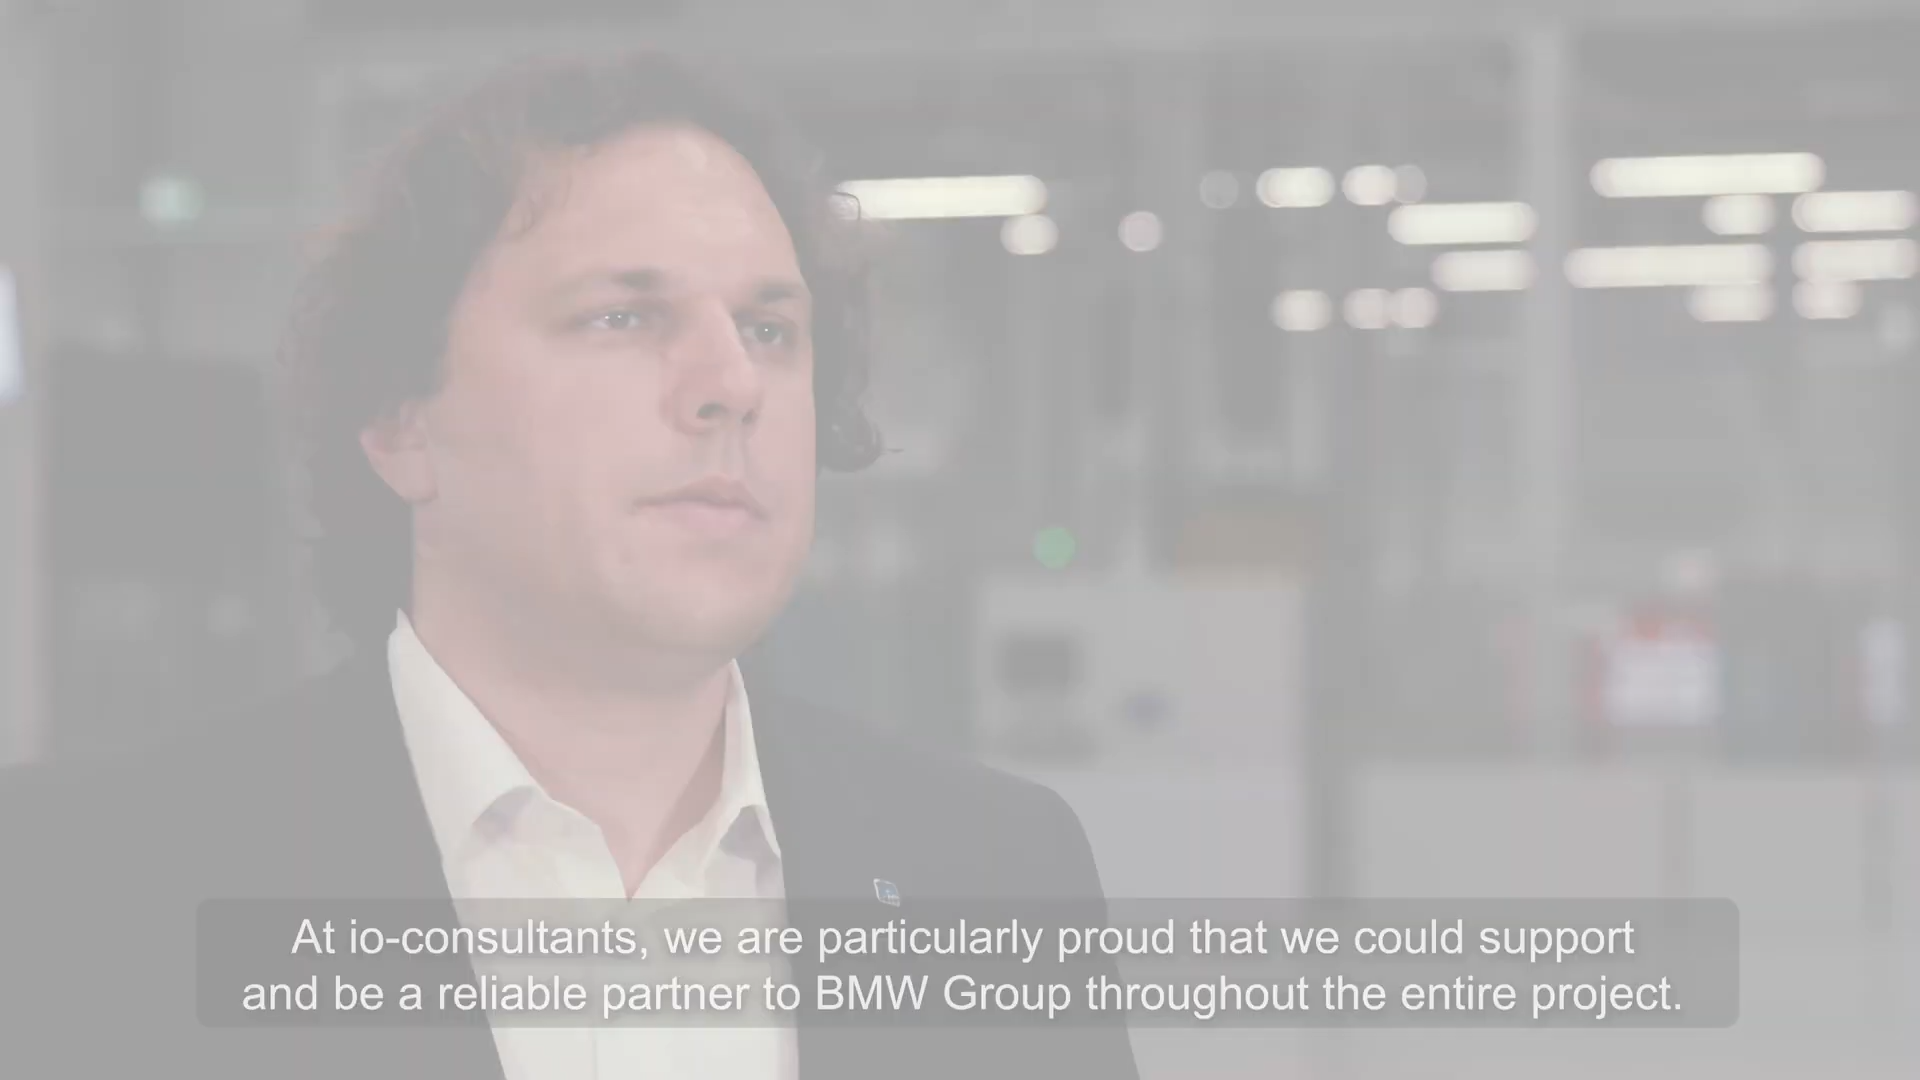 At io-consultants, we are particularly proud that we could support
and be a reliable partner to BMW Group throughout the entire project.